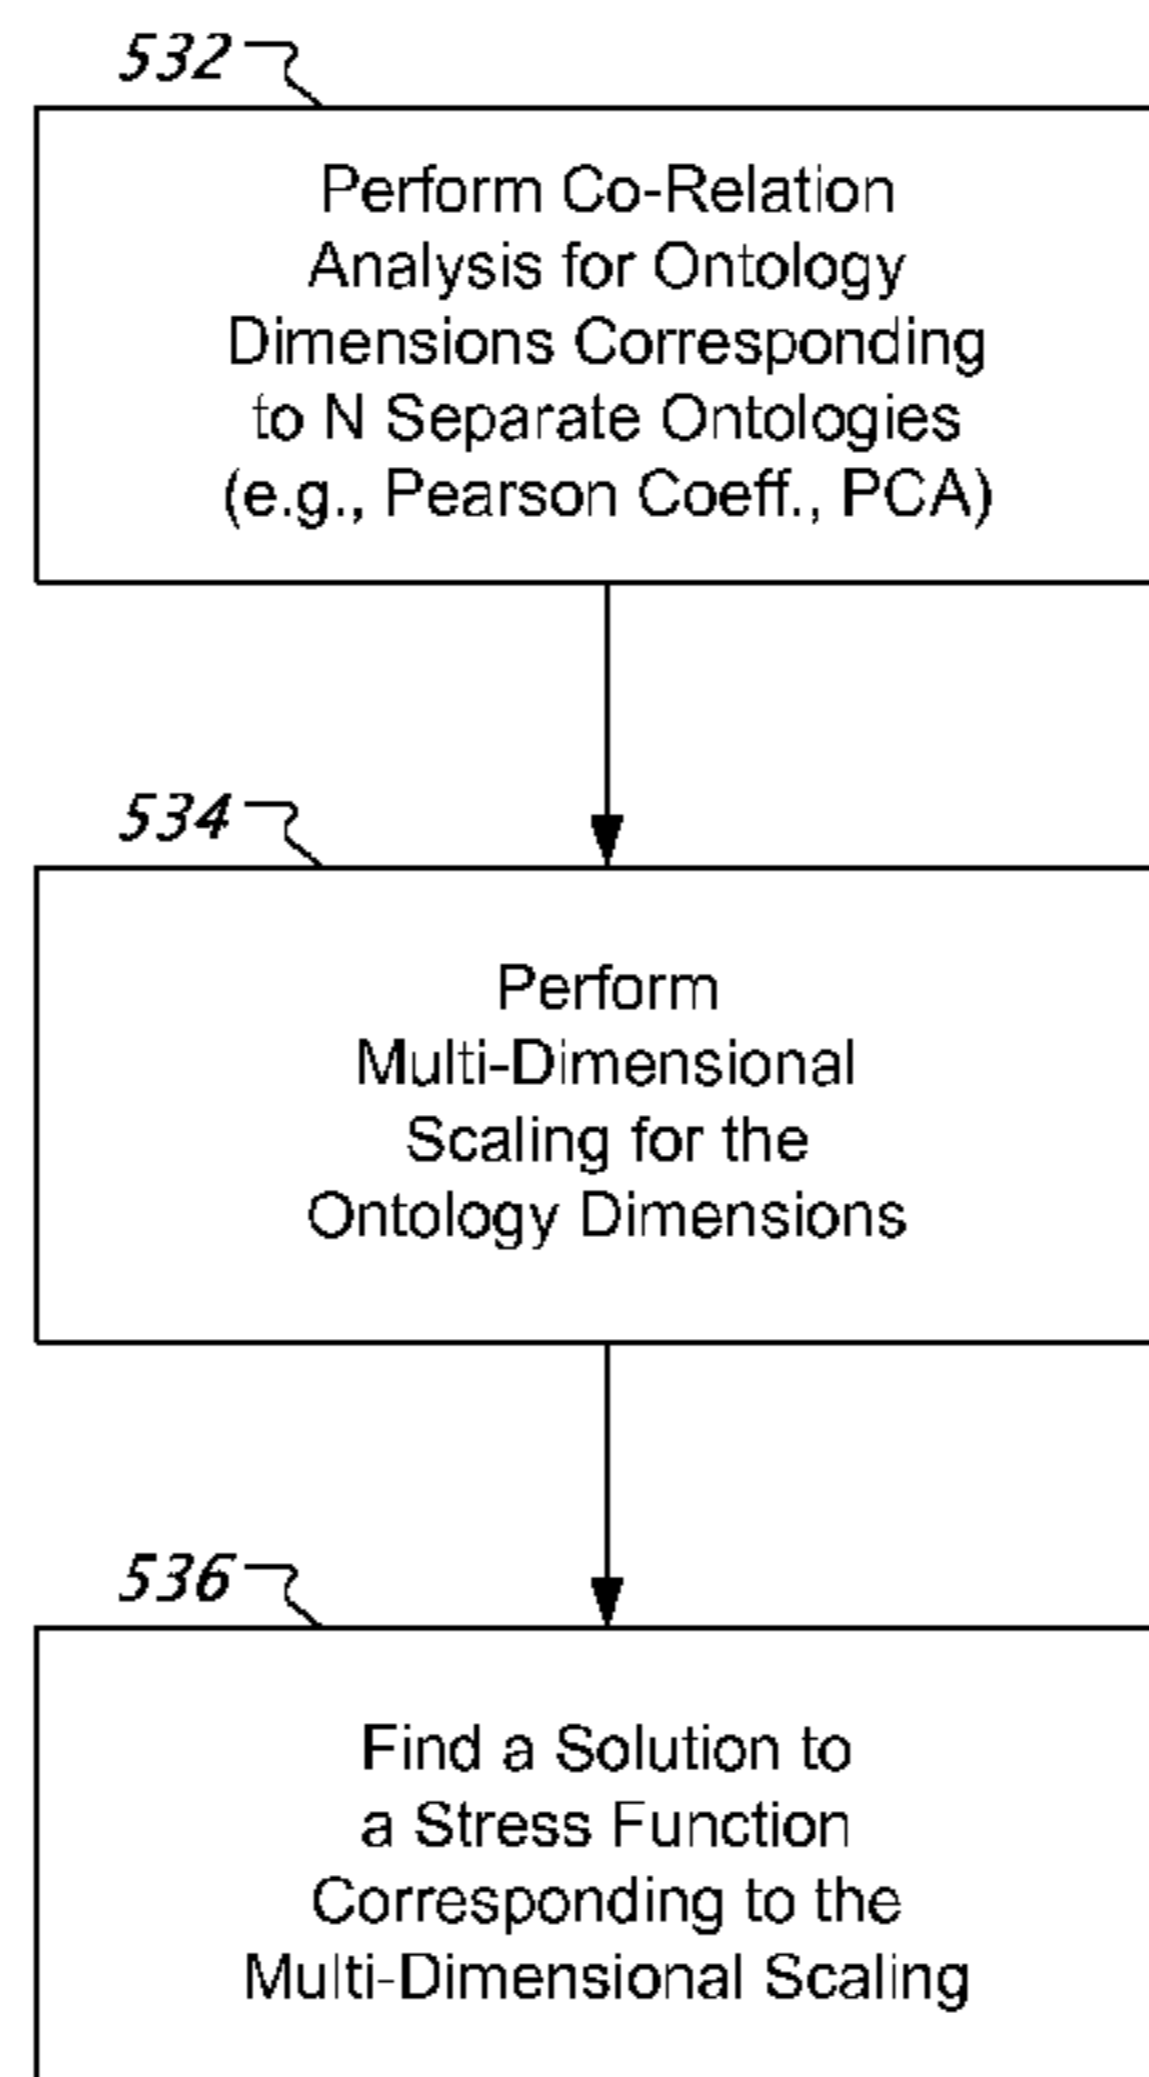 532
Perform Co-Relation
Analysis for Ontology
Dimensions Corresponding
to N Separate Ontologies
(e.g., Pearson Coeff., PCA)
534
Perform
Multi-Dimensional
Scaling for the
Ontology Dimensions
536
Find a Solution to
a Stress Function
Corresponding to the
Multi-Dimensional Scaling